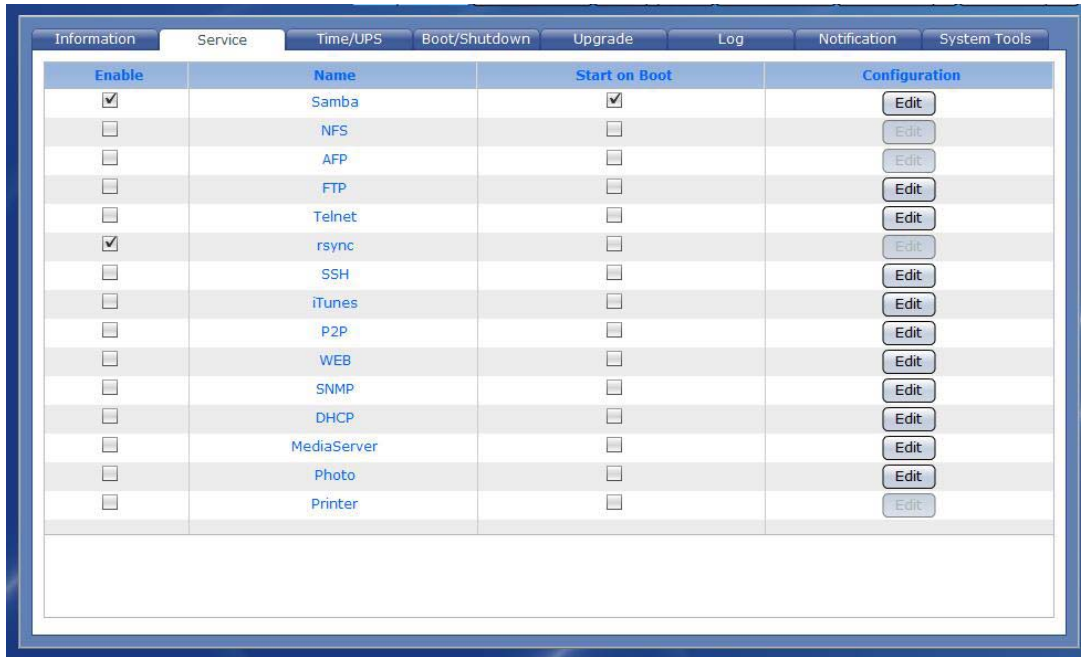 Information Service Time/UPS Boot/Shutdown Upgrade Log Notification System Tools
Enable Name Start on Boot Configuration
Samba Edit
NFS Edit
AFP Edit
FTP Edit
Telnet Edit
rsync Edit
SSH Edit
iTunes Edit
P2P Edit
WEB Edit
SNMP Edit
DHCP Edit
MediaServer Edit
Photo Edit
Printer Edit